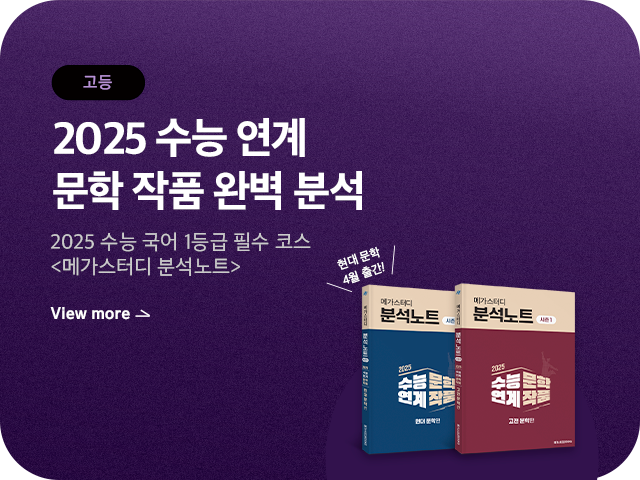 고등
2025 수능 연계
문학 작품 완벽 분석
2025 수능 국어 1등급 필수 코스
<메가스터디 분석노트>
View more
현대 문학
4월 출간!
메가스터디
분석노트
2025
수능 문학
연계 작품
현대 문학편
메가스터디
분석노트 시즌 1
2025
수능 문학
연계 작품
고전 문학편